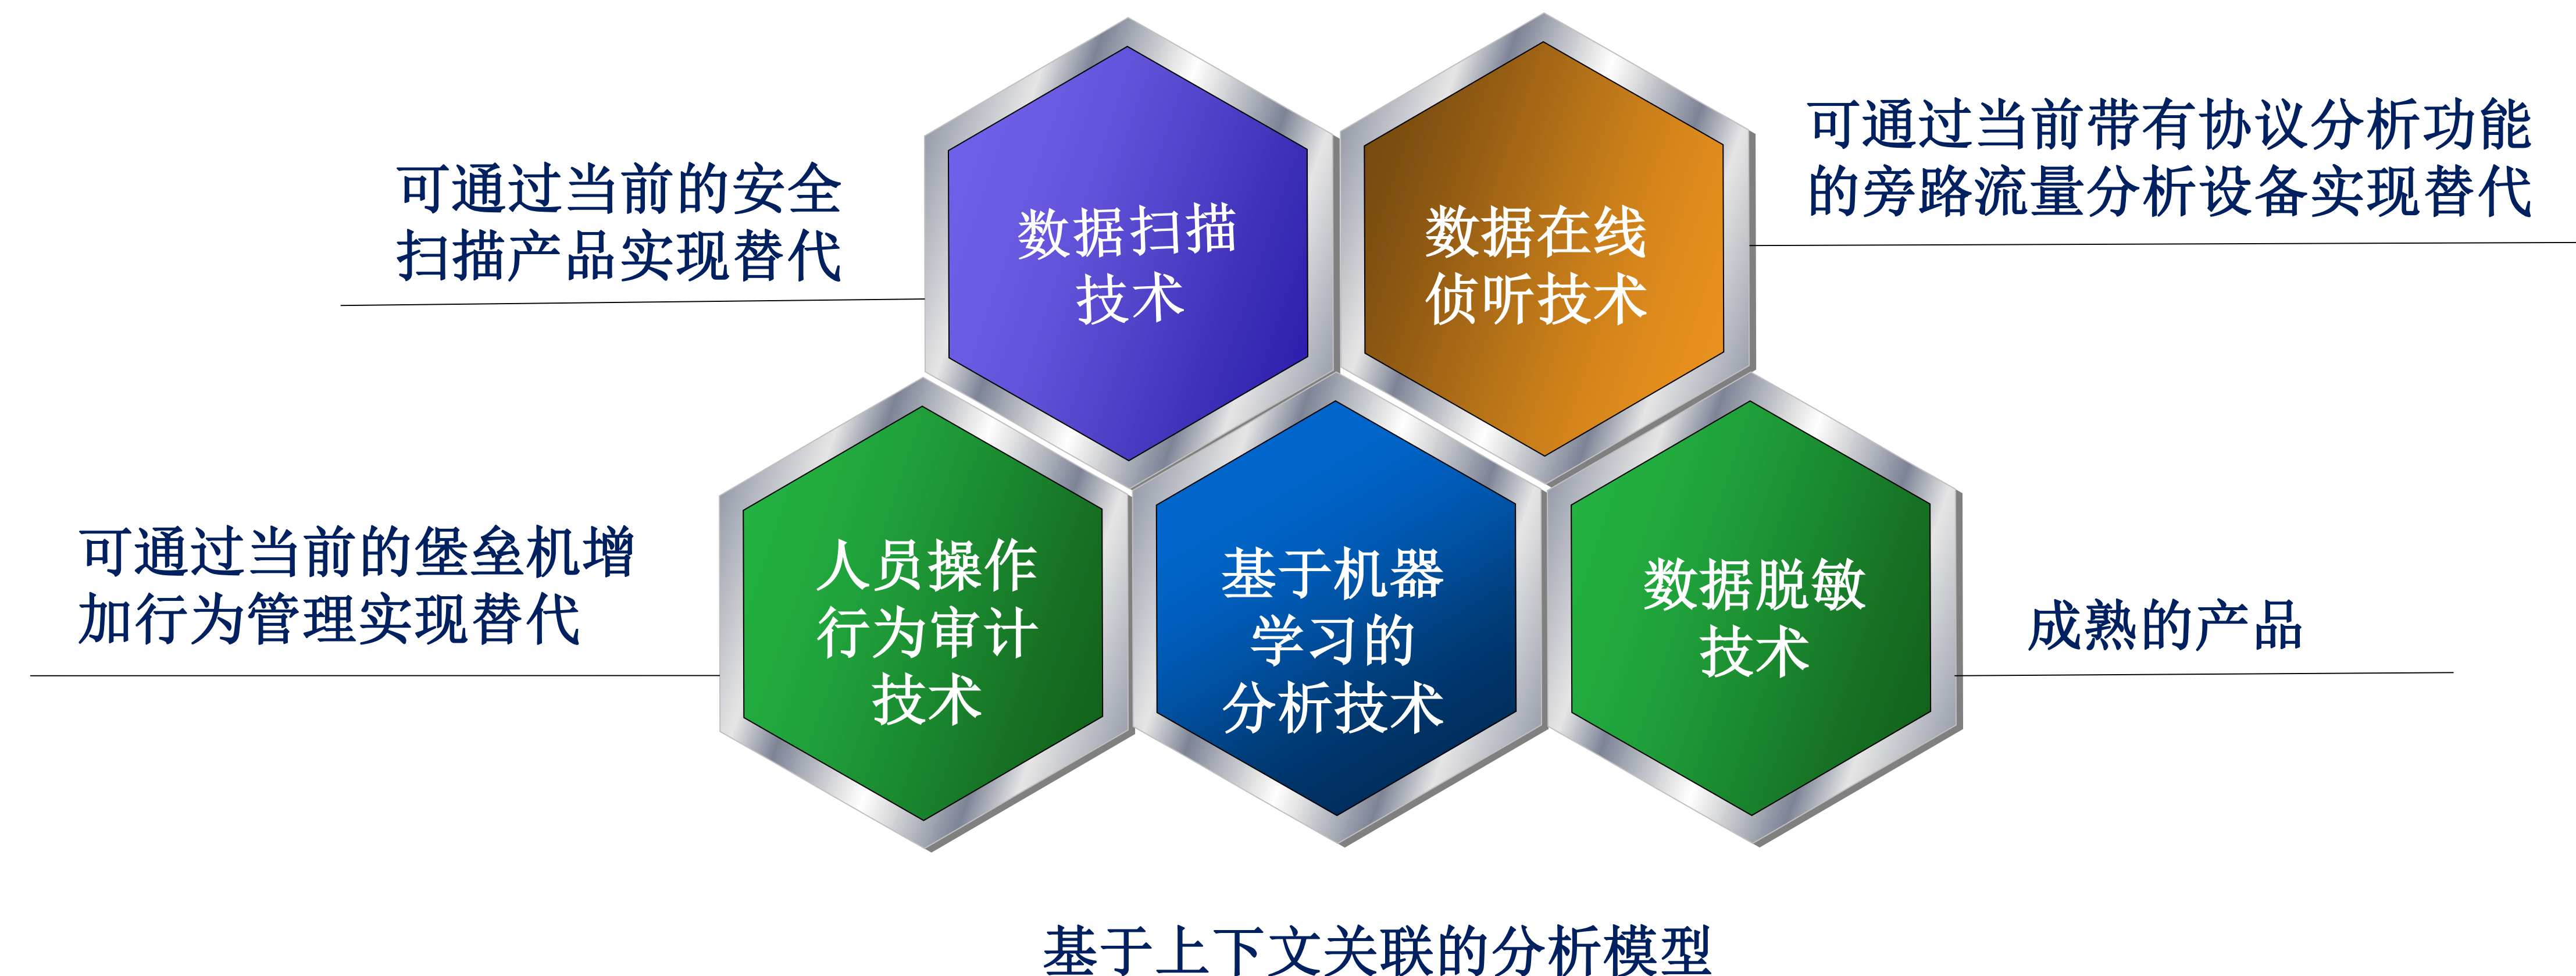 可通过当前的安全
扫描产品实现替代
数据扫描
技术
数据在线
侦听技术
可通过当前带有协议分析功能
的旁路流量分析设备实现替代
可通过当前的堡垒机增
加行为管理实现替代
人员操作
行为审计
技术
基于机器
学习的
分析技术
数据脱敏
技术
成熟的产品
基于上下文关联的分析模型